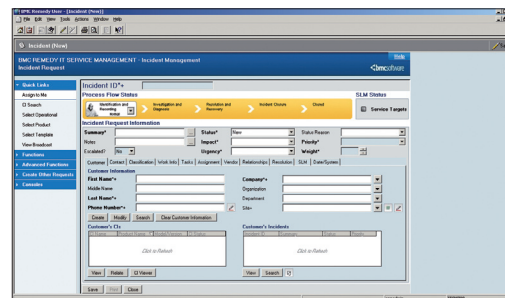 BMC Remedy User - [Incident (New)]
File Edit View Tools Actions Window Help
Incident (New)
Help
BMC REMEDY IT SERVICE MANAGEMENT - Incident Management
Incident Request
<bmcsoftware
Quick Links
Assign to Me
CI Search
Select Operational
Select Product
Select Template
View Broadcast
Functions
Advanced Functions
Create Other Requests
Consoles
Incident ID*+
Process Flow Status
SLM Status
Identification and Recording
Investigation and Diagnosis
Resolution and Recovery
Incident Closure
Closed
Service Targets
Incident Request Information
Summary*
Status*
New
Status Reason
Notes
Impact*
Priority*
Escalated?
No
Urgency*
Weight*
Customer Contact Classification Work Info Tasks Assignment Vendor Relationships Resolution SLM Date/System
Customer Information
First Name*+
Company*+
Middle Name
Organization
Last Name*+
Department
Phone Number*+
Site+
Create Modify Search Clear Customer Information
Customer's CIs
Customer's Incidents
Click to Refresh
Click to Refresh
View Relate CI Viewer
View Search
Save Print Close